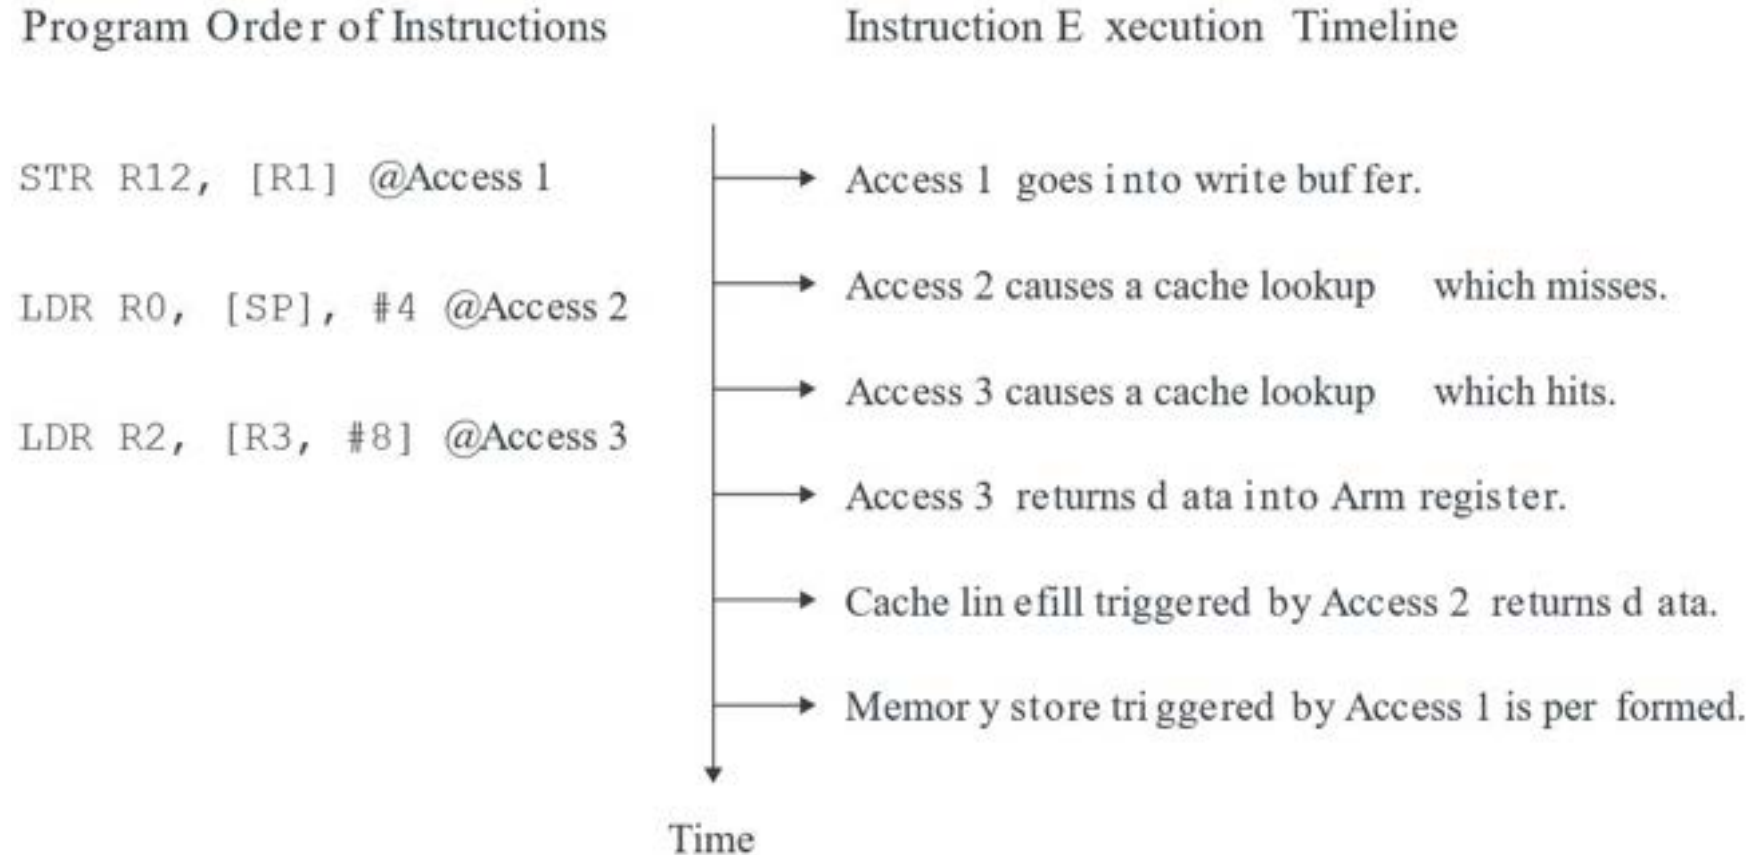 Program Order of Instructions
Instruction Execution Timeline
STR R12, [R1] @Access 1
LDR R0, [SP], #4 @Access 2
LDR R2, [R3, #8] @Access 3
Access 1 goes into write buffer.
Access 2 causes a cache lookup which misses.
Access 3 causes a cache lookup which hits.
Access 3 returns data into Arm register.
Cache linefill triggered by Access 2 returns data.
Memory store triggered by Access 1 is performed.
Time